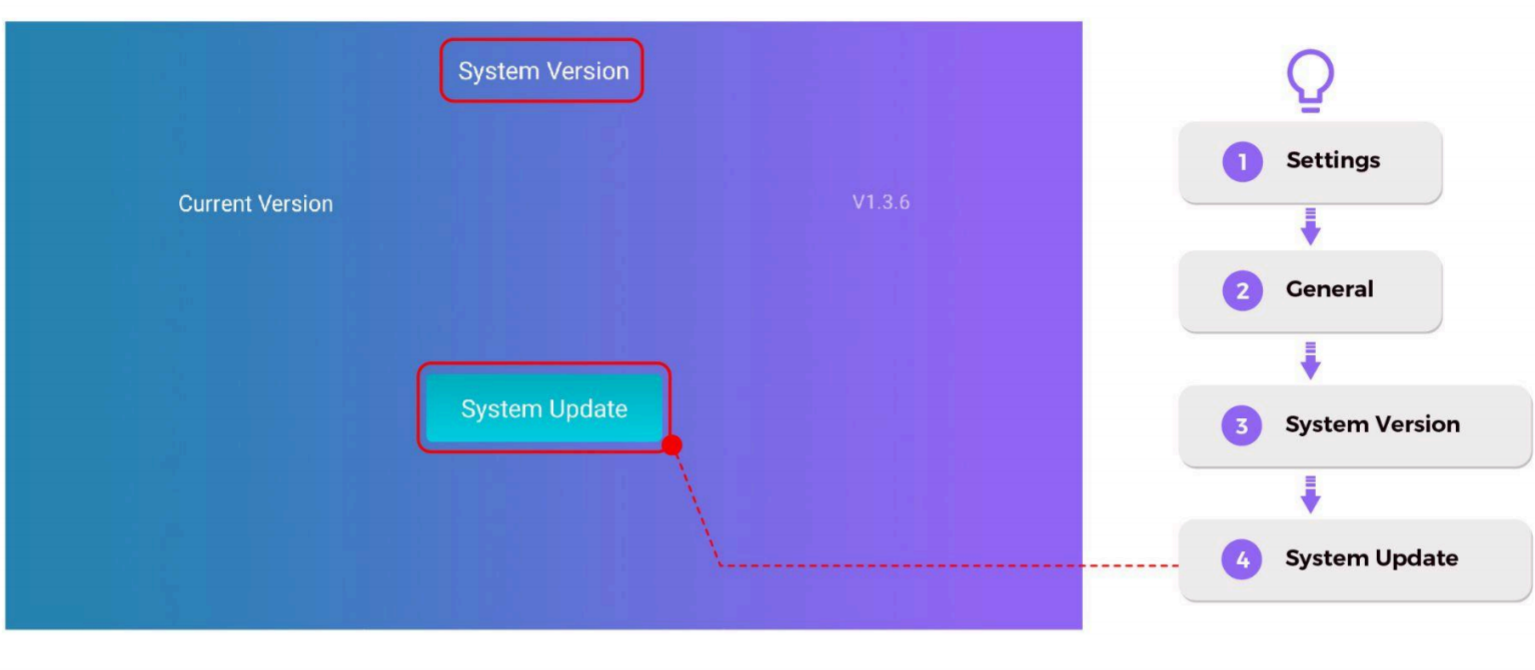 System Version
Current Version V1.3.6
System Update
1 Settings
2 General
3 System Version
4 System Update